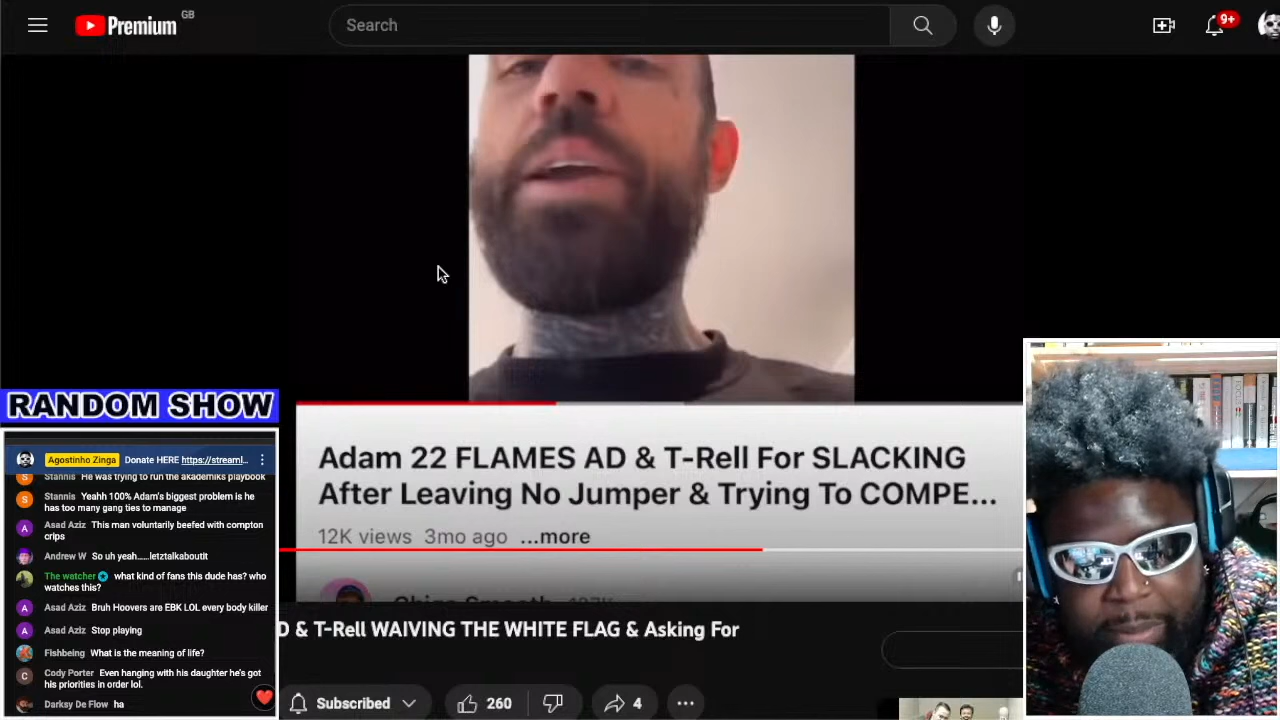 Premium GB
Search
9+
RANDOM SHOW
Agostinho Zinga Donate HERE https://streaml...
Stannis He was trying to run the akademiks playbook
Stannis Yeahh 100% Adam's biggest problem is he
has too many gang ties to manage
Asad Aziz This man voluntarily beefed with compton
crips
Andrew W So uh yeah......letztalkaboutit
The watcher what kind of fans this dude has? who
watches this?
Asad Aziz Bruh Hoovers are EBK LOL every body killer
Asad Aziz Stop playing
Fishbeing What is the meaning of life?
Cody Porter Even hanging with his daughter he's got
his priorities in order lol.
Darksy De Flow ha
Adam 22 FLAMES AD & T-Rell For SLACKING
After Leaving No Jumper & Trying To COMPE...
12K views 3mo ago ...more
D & T-Rell WAIVING THE WHITE FLAG & Asking For
Subscribed
260
4